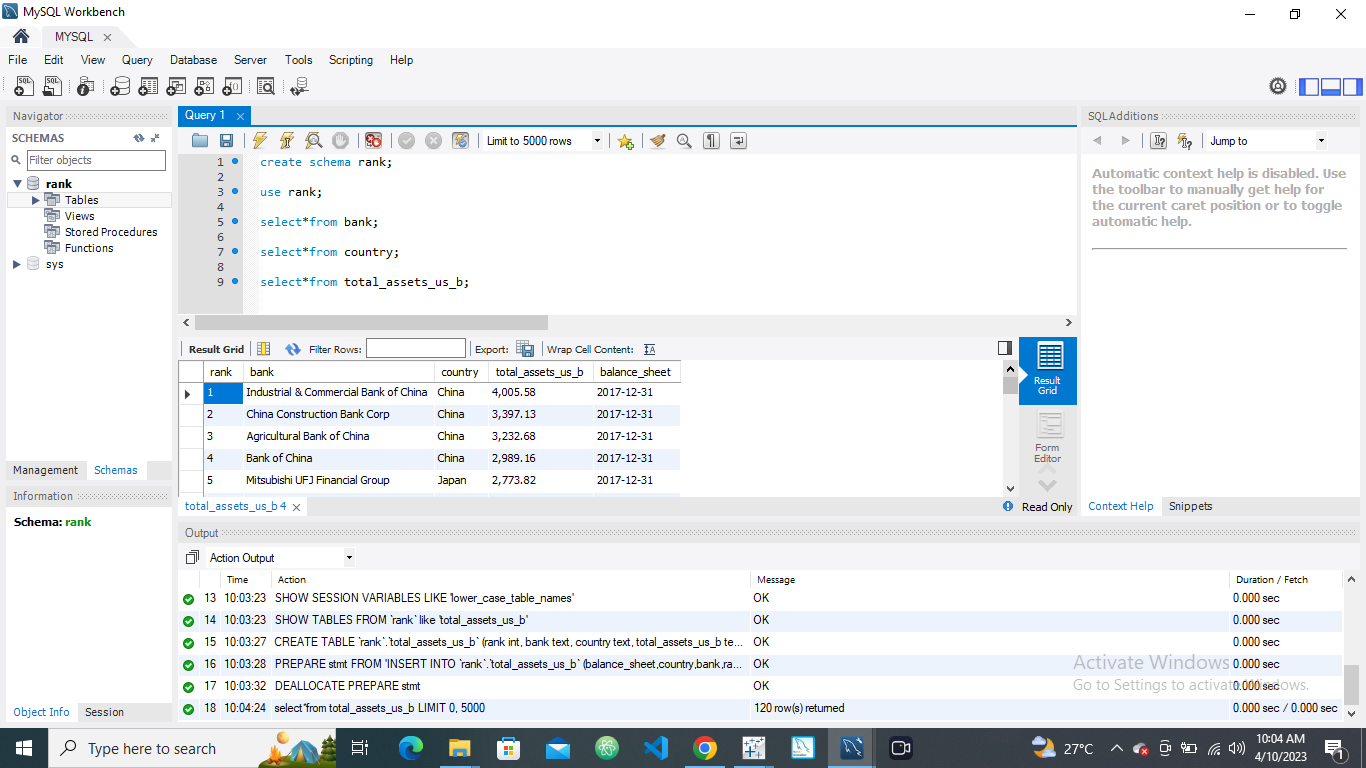 MySQL Workbench
MYSQL
File Edit View Query Database Server Tools Scripting Help
Navigator
SCHEMAS
Filter objects
rank
Tables
Views
Stored Procedures
Functions
sys
Management Schemas
Information
Schema: rank
Object Info Session
Query 1
Limit to 5000 rows
1 create schema rank;
2
3 use rank;
4
5 select*from bank;
6
7 select*from country;
8
9 select*from total_assets_us_b;
Result Grid Filter Rows: Export: Wrap Cell Content:
rank bank country total_assets_us_b balance_sheet
1 Industrial & Commercial Bank of China China 4,005.58 2017-12-31
2 China Construction Bank Corp China 3,397.13 2017-12-31
3 Agricultural Bank of China China 3,232.68 2017-12-31
4 Bank of China China 2,989.16 2017-12-31
5 Mitsubishi UFJ Financial Group Japan 2,773.82 2017-12-31
Result
Grid
Form
Editor
total_assets_us_b 4
Read Only
SQLAdditions
Jump to
Automatic context help is disabled. Use
the toolbar to manually get help for
the current caret position or to toggle
automatic help.
Context Help Snippets
Output
Action Output
Time Action Message Duration / Fetch
13 10:03:23 SHOW SESSION VARIABLES LIKE 'lower_case_table_names' OK 0.000 sec
14 10:03:23 SHOW TABLES FROM `rank` like 'total_assets_us_b' OK 0.000 sec
15 10:03:27 CREATE TABLE `rank`.`total_assets_us_b` (rank int, bank text, country text, total_assets_us_b te... OK 0.000 sec
16 10:03:28 PREPARE stmt FROM 'INSERT INTO `rank`.`total_assets_us_b` (balance_sheet,country,bank,ra... OK 0.000 sec
17 10:03:32 DEALLOCATE PREPARE stmt OK 0.000 sec
18 10:04:24 select*from total_assets_us_b LIMIT 0, 5000 120 row(s) returned 0.000 sec / 0.000 sec
Activate Windows
Go to Settings to activate Windows.
Type here to search
27°C
10:04 AM
4/10/2023
1